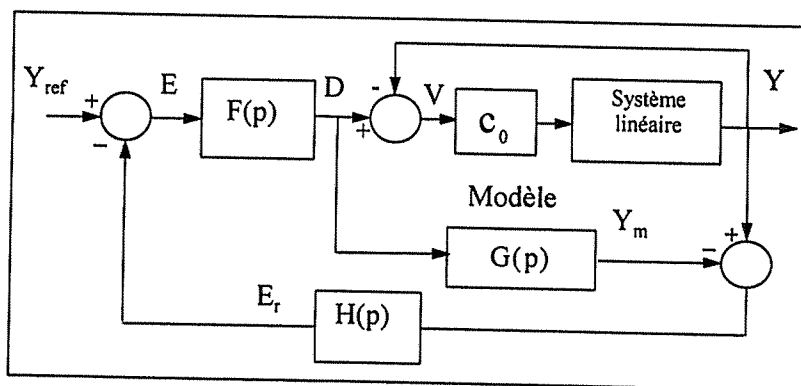 Y_ref
+
−
E
F(p)
D
-
+
V
C_0
Système
linéaire
Y
Modèle
G(p)
Y_m
−
+
E_r
H(p)